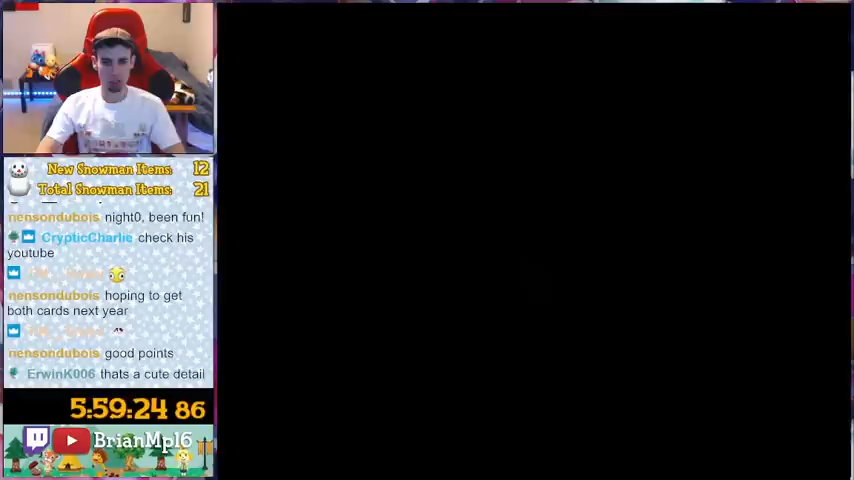 New Snowman Items: 12
Total Snowman Items: 21
nensondubois night0, been fun!
CrypticCharlie check his
youtube
nensondubois hoping to get
both cards next year
nensondubois good points
ErwinK006 thats a cute detail
5:59:24 86
BrianMp16